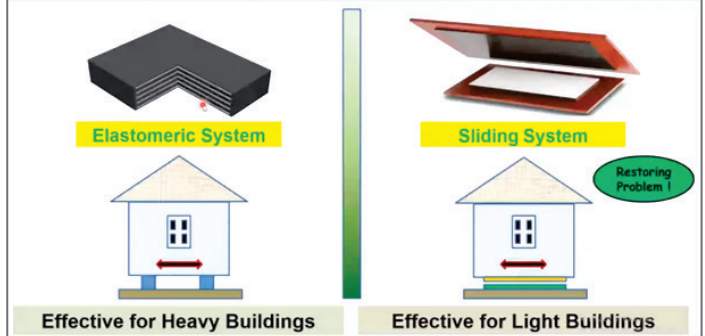 Elastomeric System
Sliding System
Restoring
Problem !
Effective for Heavy Buildings
Effective for Light Buildings